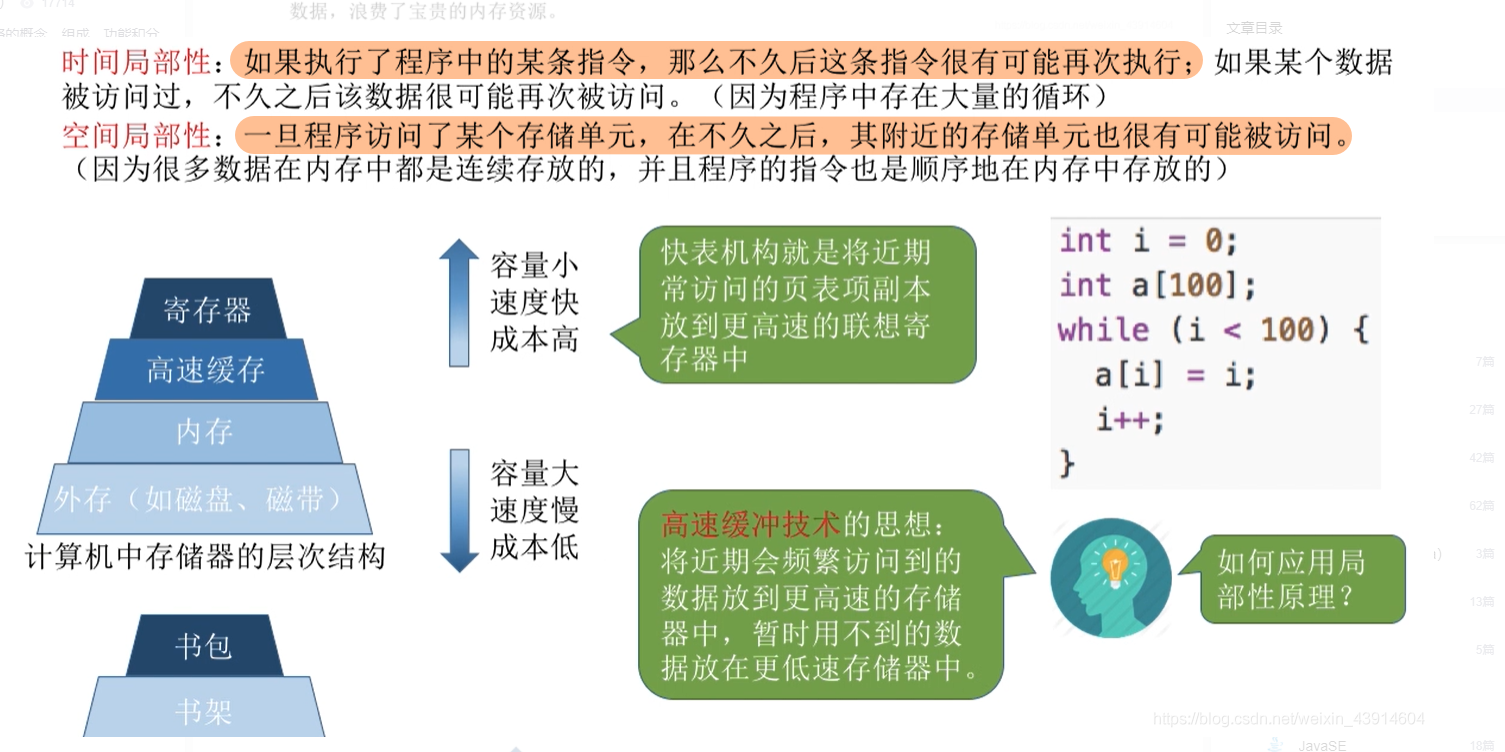 数据，浪费了宝贵的内存资源。
17/14
文章目录
时间局部性：如果执行了程序中的某条指令，那么不久后这条指令很有可能再次执行；如果某个数据
被访问过，不久之后该数据很可能再次被访问。（因为程序中存在大量的循环）
空间局部性：一旦程序访问了某个存储单元，在不久之后，其附近的存储单元也很有可能被访问。
（因为很多数据在内存中都是连续存放的，并且程序的指令也是顺序地在内存中存放的）
寄存器
高速缓存
内存
外存（如磁盘、磁带）
计算机中存储器的层次结构
书包
书架
容量小
速度快
成本高
容量大
速度慢
成本低
快表机构就是将近期
常访问的页表项副本
放到更高速的联想寄
存器中
高速缓冲技术的思想：
将近期会频繁访问到的
数据放到更高速的存储
器中，暂时用不到的数
据放在更低速存储器中。
int i = 0;
int a[100];
while (i < 100) {
a[i] = i;
i++;
}
如何应用局
部性原理？
7篇
27篇
42篇
62篇
3篇
13篇
5篇
https://blog.csdn.net/weixin_43914604
JavaSE
18篇